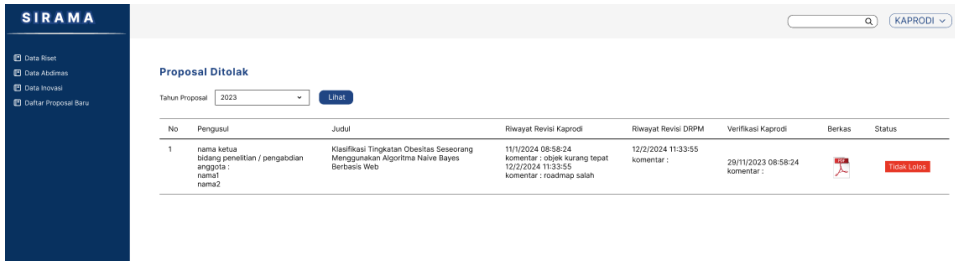 SIRAMA
KAPRODI
Data Riset
Data Abdimas
Data Inovasi
Daftar Proposal Baru
Proposal Ditolak
Tahun Proposal 2023 Lihat
No Pengusul Judul Riwayat Revisi Kaprodi Riwayat Revisi DRPM Verifikasi Kaprodi Berkas Status
1
nama ketua
bidang penelitian / pengabdian
anggota :
nama1
nama2
Klasifikasi Tingkatan Obesitas Seseorang
Menggunakan Algoritma Naive Bayes
Berbasis Web
11/1/2024 08:58:24
komentar : objek kurang tepat
12/2/2024 11:33:55
komentar : roadmap salah
12/2/2024 11:33:55
komentar :
29/11/2023 08:58:24
komentar :
PDF
Tidak Lolos